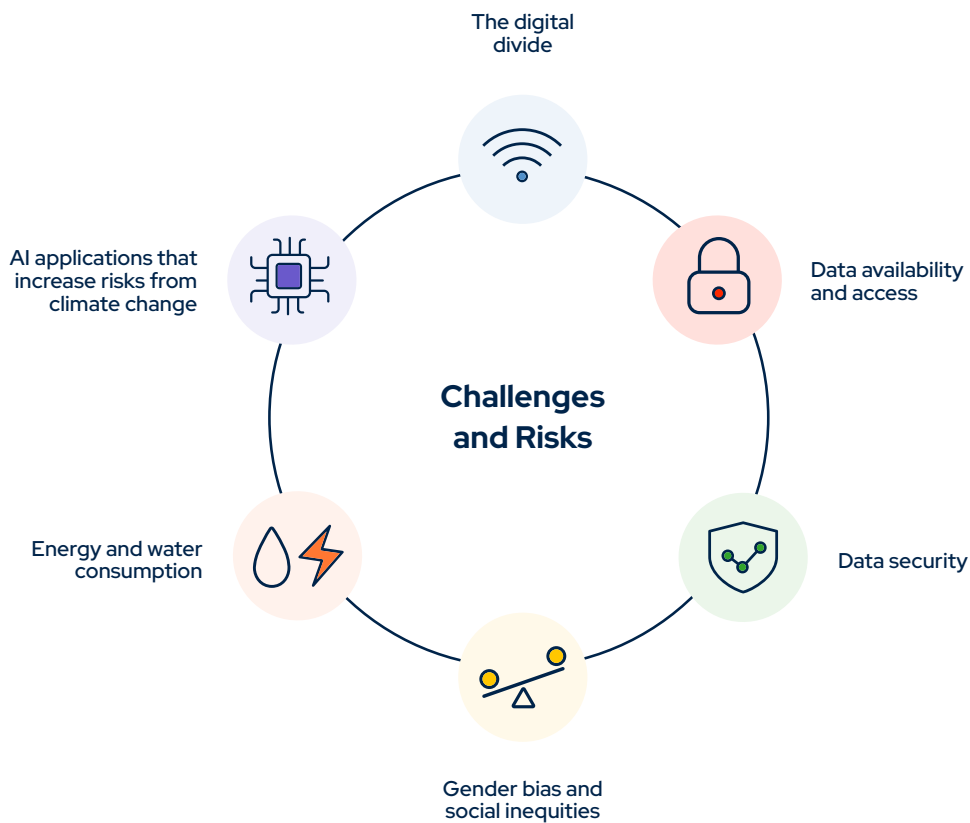 The digital
divide
AI applications that
increase risks from
climate change
Data availability
and access
Challenges
and Risks
Energy and water
consumption
Data security
Gender bias and
social inequities